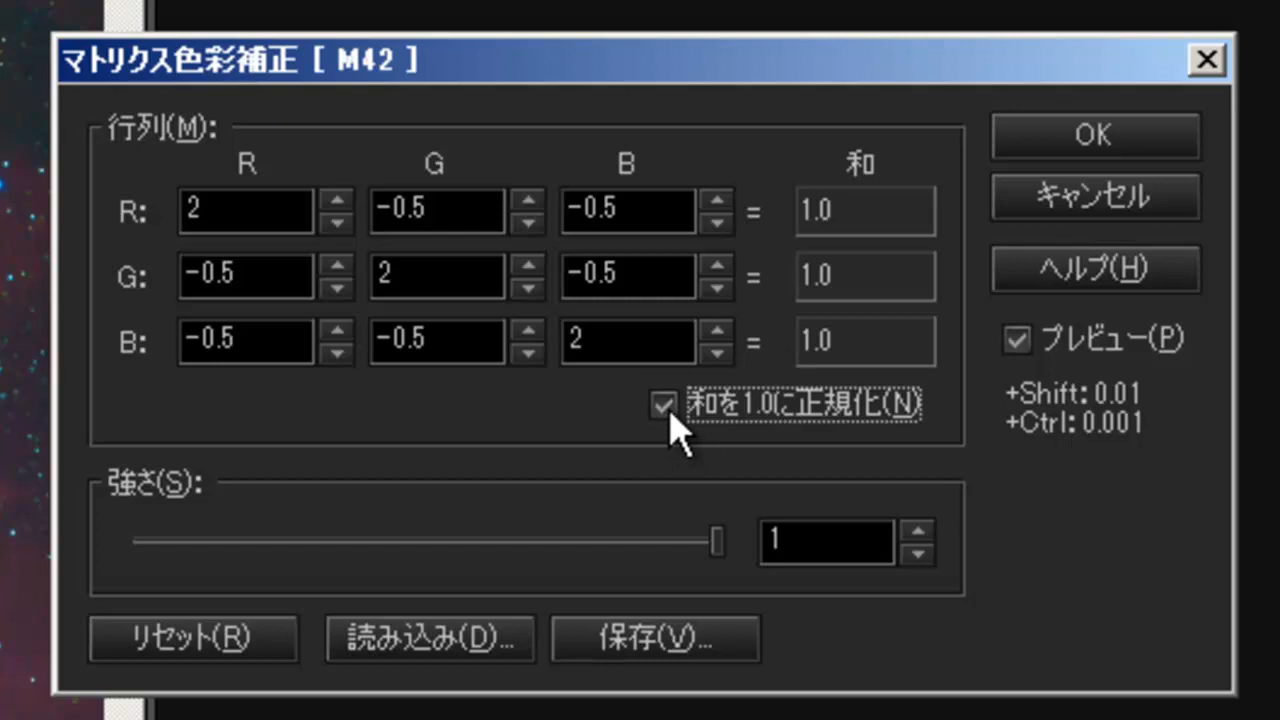 マトリクス色彩補正 [ M42 ]
行列(M):
R G B 和
R: 2 -0.5 -0.5 = 1.0
G: -0.5 2 -0.5 = 1.0
B: -0.5 -0.5 2 = 1.0
和を1.0に正規化(N)
強さ(S):
1
リセット(R) 読み込み(D)... 保存(V)...
OK
キャンセル
ヘルプ(H)
プレビュー(P)
+Shift: 0.01
+Ctrl: 0.001